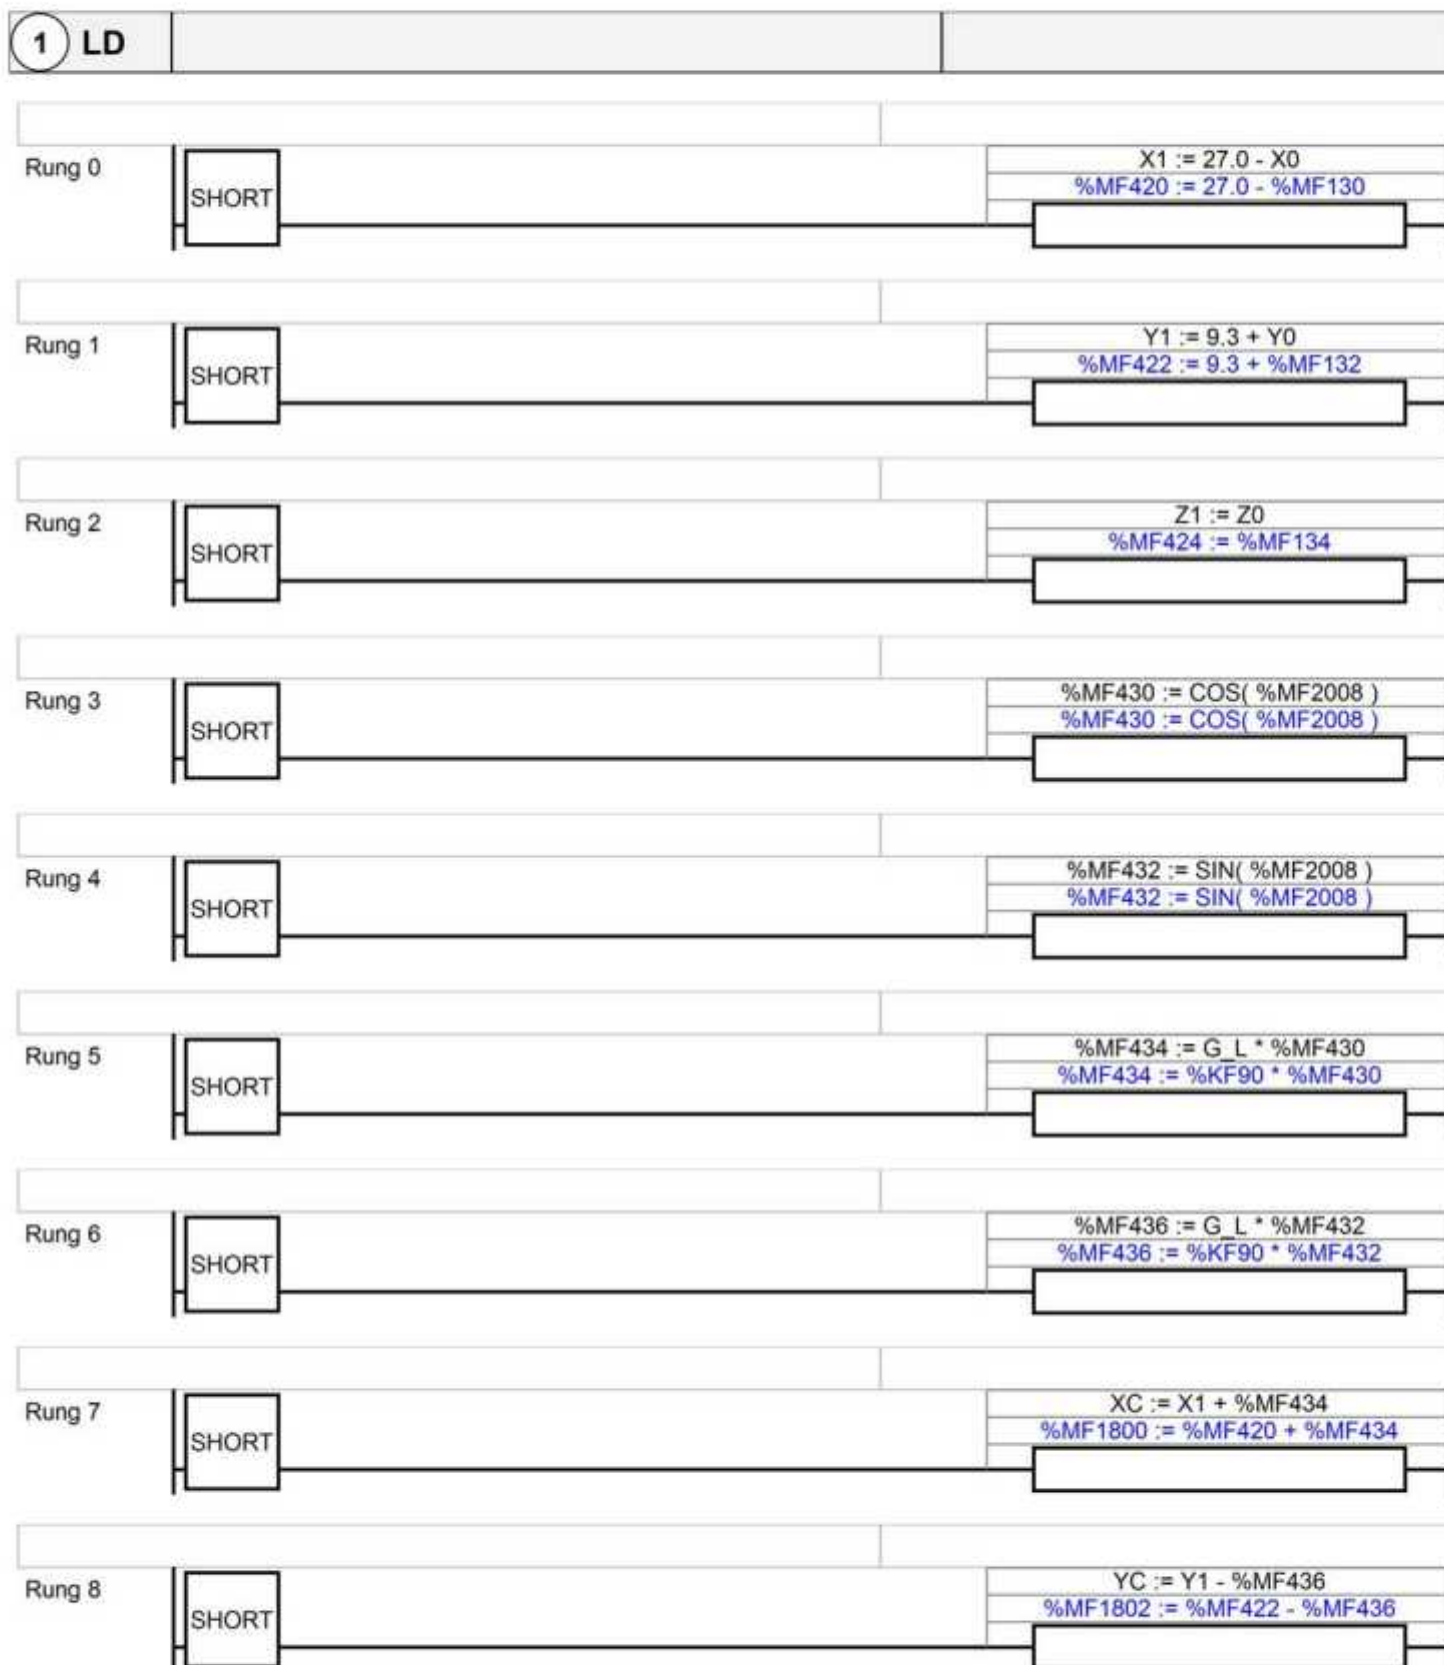 1 LD
Rung 0
SHORT
X1 := 27.0 - X0
%MF420 := 27.0 - %MF130
Rung 1
SHORT
Y1 := 9.3 + Y0
%MF422 := 9.3 + %MF132
Rung 2
SHORT
Z1 := Z0
%MF424 := %MF134
Rung 3
SHORT
%MF430 := COS( %MF2008 )
%MF430 := COS( %MF2008 )
Rung 4
SHORT
%MF432 := SIN( %MF2008 )
%MF432 := SIN( %MF2008 )
Rung 5
SHORT
%MF434 := G_L * %MF430
%MF434 := %KF90 * %MF430
Rung 6
SHORT
%MF436 := G_L * %MF432
%MF436 := %KF90 * %MF432
Rung 7
SHORT
XC := X1 + %MF434
%MF1800 := %MF420 + %MF434
Rung 8
SHORT
YC := Y1 - %MF436
%MF1802 := %MF422 - %MF436